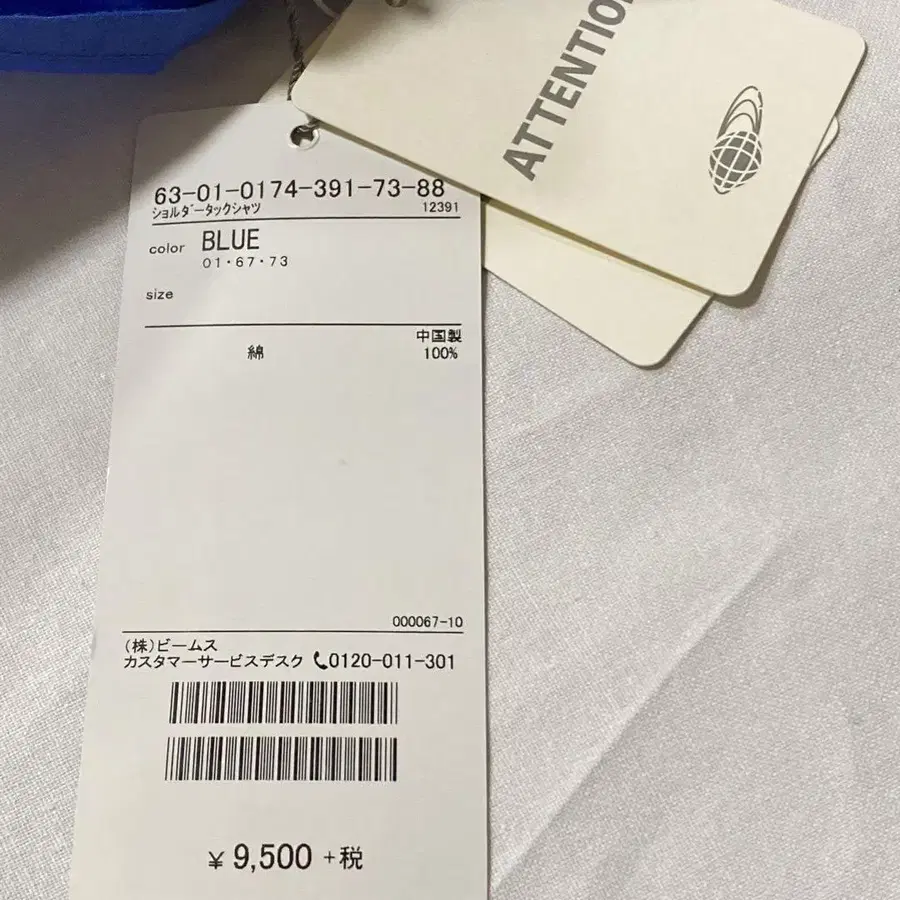 ATTENTIO
63-01-0174-391-73-88
ショルダータックシャツ 12391
color BLUE
01・67・73
size
中国製
綿 100%
000067-10
(株)ビームス
カスタマーサービスデスク 0120-011-301
¥ 9,500 +税